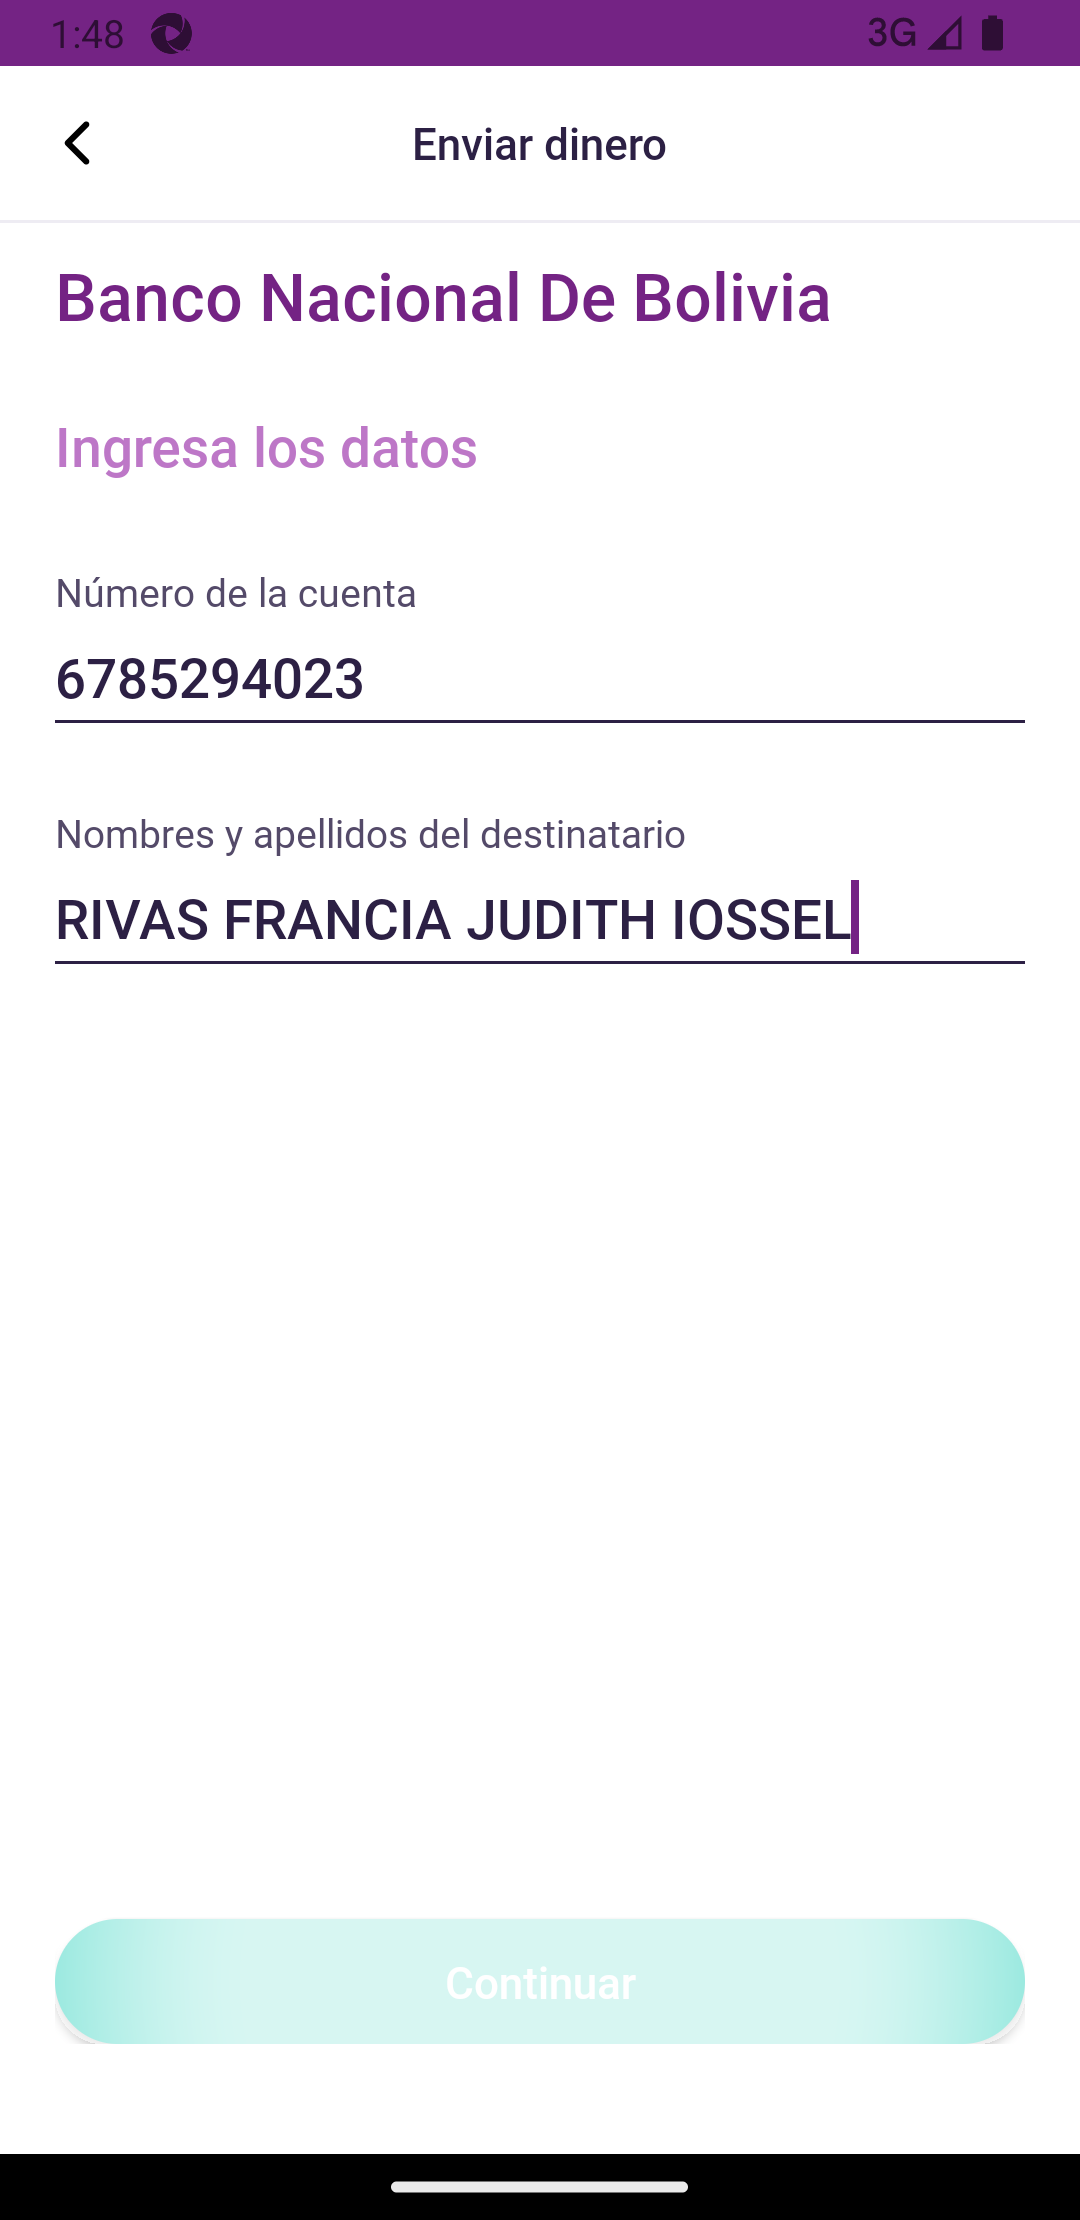 1:48
3G
Enviar dinero
Banco Nacional De Bolivia
Ingresa los datos
Número de la cuenta
6785294023
Nombres y apellidos del destinatario
RIVAS FRANCIA JUDITH IOSSEL
Continuar